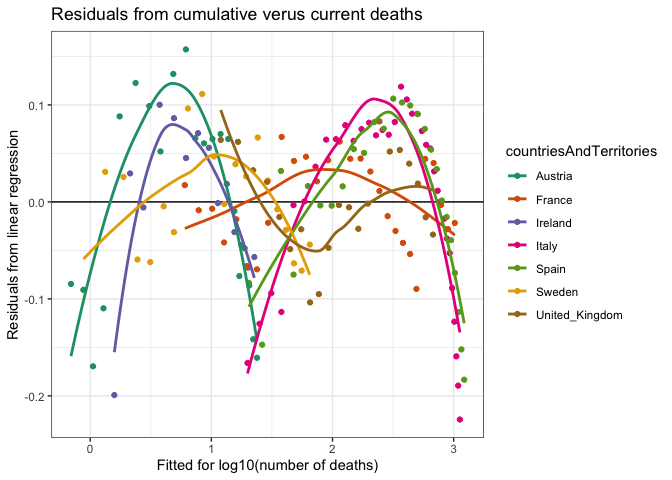 Residuals from cumulative verus current deaths
Residuals from linear regression
0.1
0.0
-0.1
-0.2
0
1
2
3
Fitted for log10(number of deaths)
countriesAndTerritories
Austria
France
Ireland
Italy
Spain
Sweden
United_Kingdom